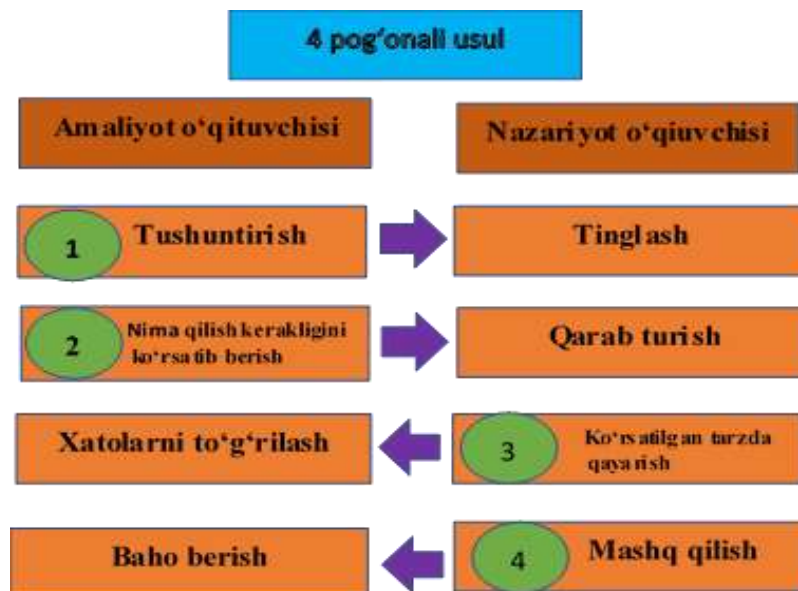 4 pog‘onali usul
Amaliyot o‘qituvchisi
Nazariyot o‘qiuvchisi
1 Tushuntirish
Tinglash
2 Nima qilish kerakligini
ko‘rsatib berish
Qarab turish
Xatolarni to‘g‘rilash
3 Ko‘rsatilgan tarzda
qayarish
Baho berish
4 Mashq qilish